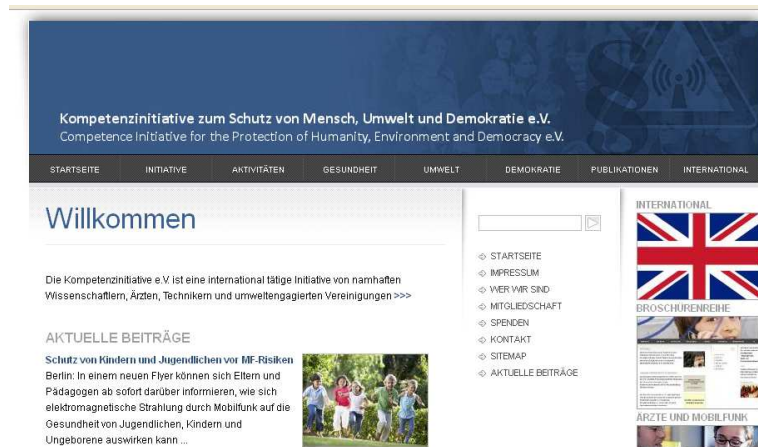 Kompetenzinitiative zum Schutz von Mensch, Umwelt und Demokratie e.V.
Competence Initiative for the Protection of Humanity, Environment and Democracy e.V.
STARTSEITE INITIATIVE AKTIVITÄTEN GESUNDHEIT UMWELT DEMOKRATIE PUBLIKATIONEN INTERNATIONAL
Willkommen
Die Kompetenzinitiative e.V. ist eine international tätige Initiative von namhaften
Wissenschaftlern, Ärzten, Technikern und umweltengagierten Vereinigungen >>>
AKTUELLE BEITRÄGE
Schutz von Kindern und Jugendlichen vor MF-Risiken
Berlin: In einem neuen Flyer können sich Eltern und
Pädagogen ab sofort darüber informieren, wie sich
elektromagnetische Strahlung durch Mobilfunk auf die
Gesundheit von Jugendlichen, Kindern und
Ungeborene auswirken kann ...
STARTSEITE
IMPRESSUM
WER WIR SIND
MITGLIEDSCHAFT
SPENDEN
KONTAKT
SITEMAP
AKTUELLE BEITRÄGE
INTERNATIONAL
BROSCHÜRENREIHE
ÄRZTE UND MOBILFUNK